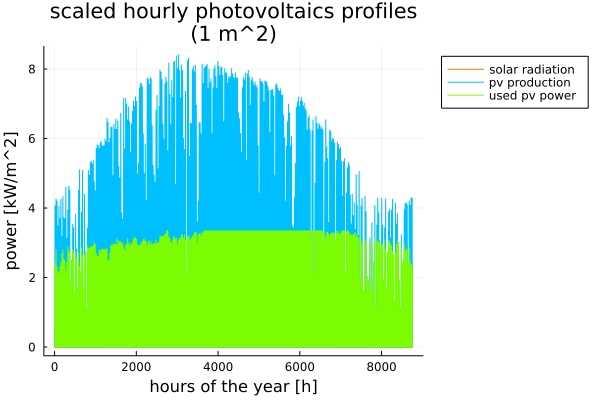 scaled hourly photovoltaics profiles
(1 m^2)
solar radiation
pv production
used pv power
power [kW/m^2]
8
6
4
2
0
0 2000 4000 6000 8000
hours of the year [h]